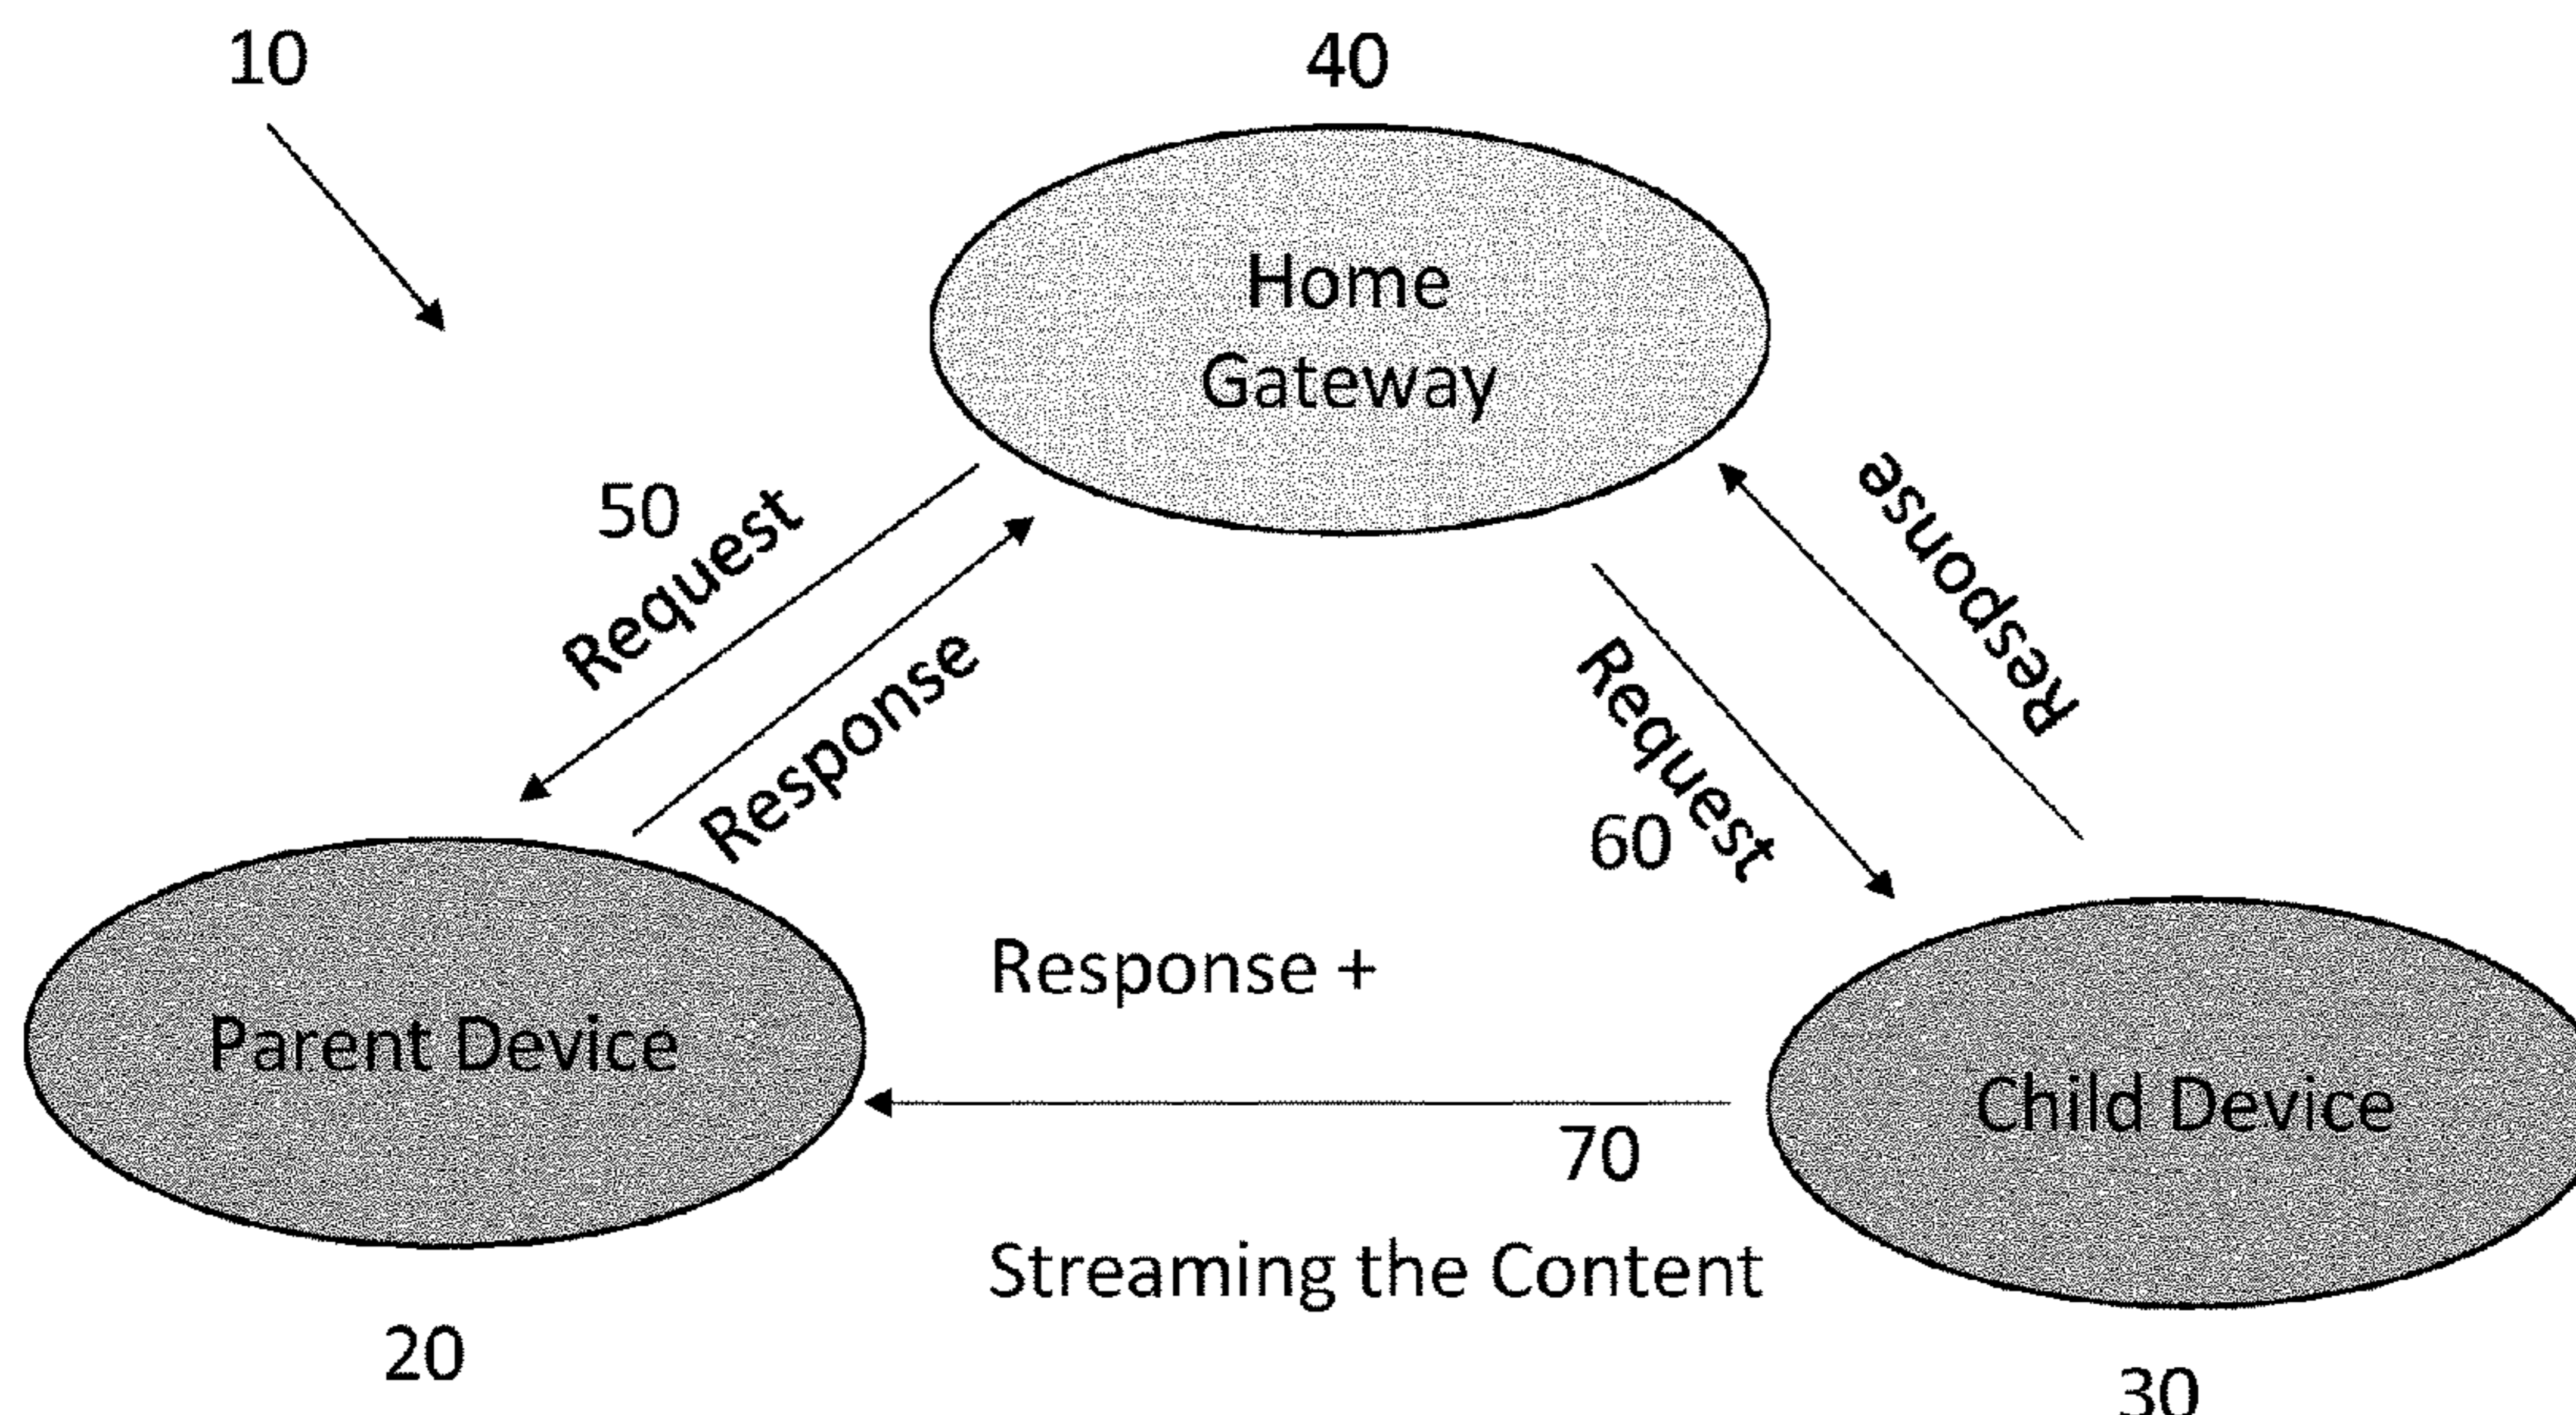 10
40
Home
Gateway
50
Request
Response
Response
Request
60
Response +
Parent Device
Child Device
70
Streaming the Content
20
30